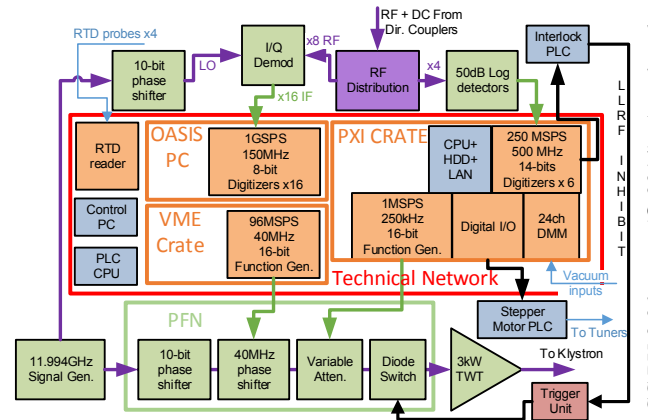 RTD probes x4
RF + DC From
Dir. Couplers
10-bit
phase
shifter
LO
I/Q
Demod
x8 RF
RF
Distribution
x4
50dB Log
detectors
Interlock
PLC
LLRF INHIBIT
x16 IF
RTD
reader
OASIS
PC
1GSPS
150MHz
8-bit
Digitizers x16
PXI CRATE
CPU+
HDD+
LAN
250 MSPS
500 MHz
14-bits
Digitizers x 6
Control
PC
PLC
CPU
VME
Crate
96MSPS
40MHz
16-bit
Function Gen.
1MSPS
250kHz
16-bit
Function Gen.
Digital I/O
24ch
DMM
Technical Network
Vacuum
inputs
Stepper
Motor PLC
To Tuners
PFN
11.994GHz
Signal Gen.
10-bit
phase
shifter
40MHz
phase
shifter
Variable
Atten.
Diode
Switch
3kW
TWT
To Klystron
Trigger
Unit